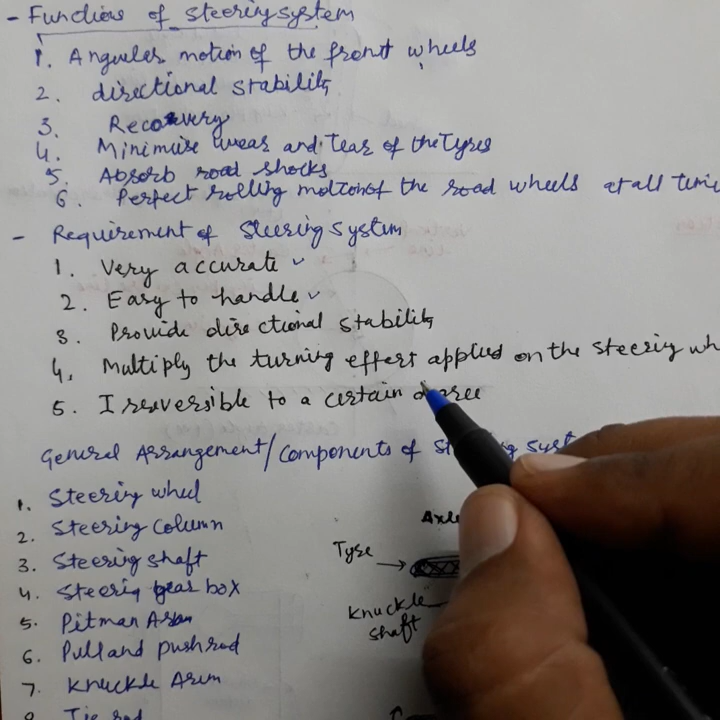 - Functions of steering system
1. Angular motion of the front wheels
2. directional stability
3. Recovery
4. Minimise wear and Tear of the Tyres
5. Absorb road shocks
6. Perfect rolling motion of the road wheels at all time
- Requirement of steering system
1. Very accurate ✓
2. Easy to handle ✓
3. Provide directional stability
4. Multiply the turning effort applied on the steering wh
5. Irreversible to a certain degree
General Arrangement/Components of St g Syst
1. Steering wheel
2. Steering Column
3. Steering shaft
4. Steering gear box
5. Pitman Arm
6. Pull and push rod
7. Knuckle Arm
8 Tie rod
Axle
Tyre
Knuckle shaft